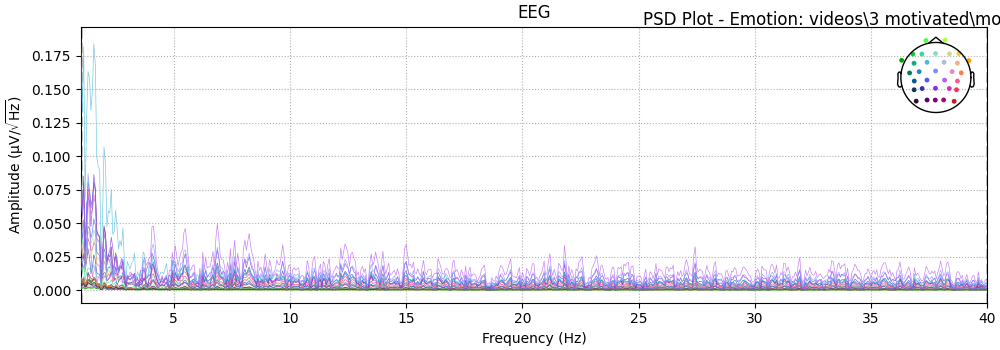 EEG
PSD Plot - Emotion: videos\3 motivated\mo
Amplitude (µV/√Hz)
0.175
0.150
0.125
0.100
0.075
0.050
0.025
0.000
5 10 15 20 25 30 35 40
Frequency (Hz)